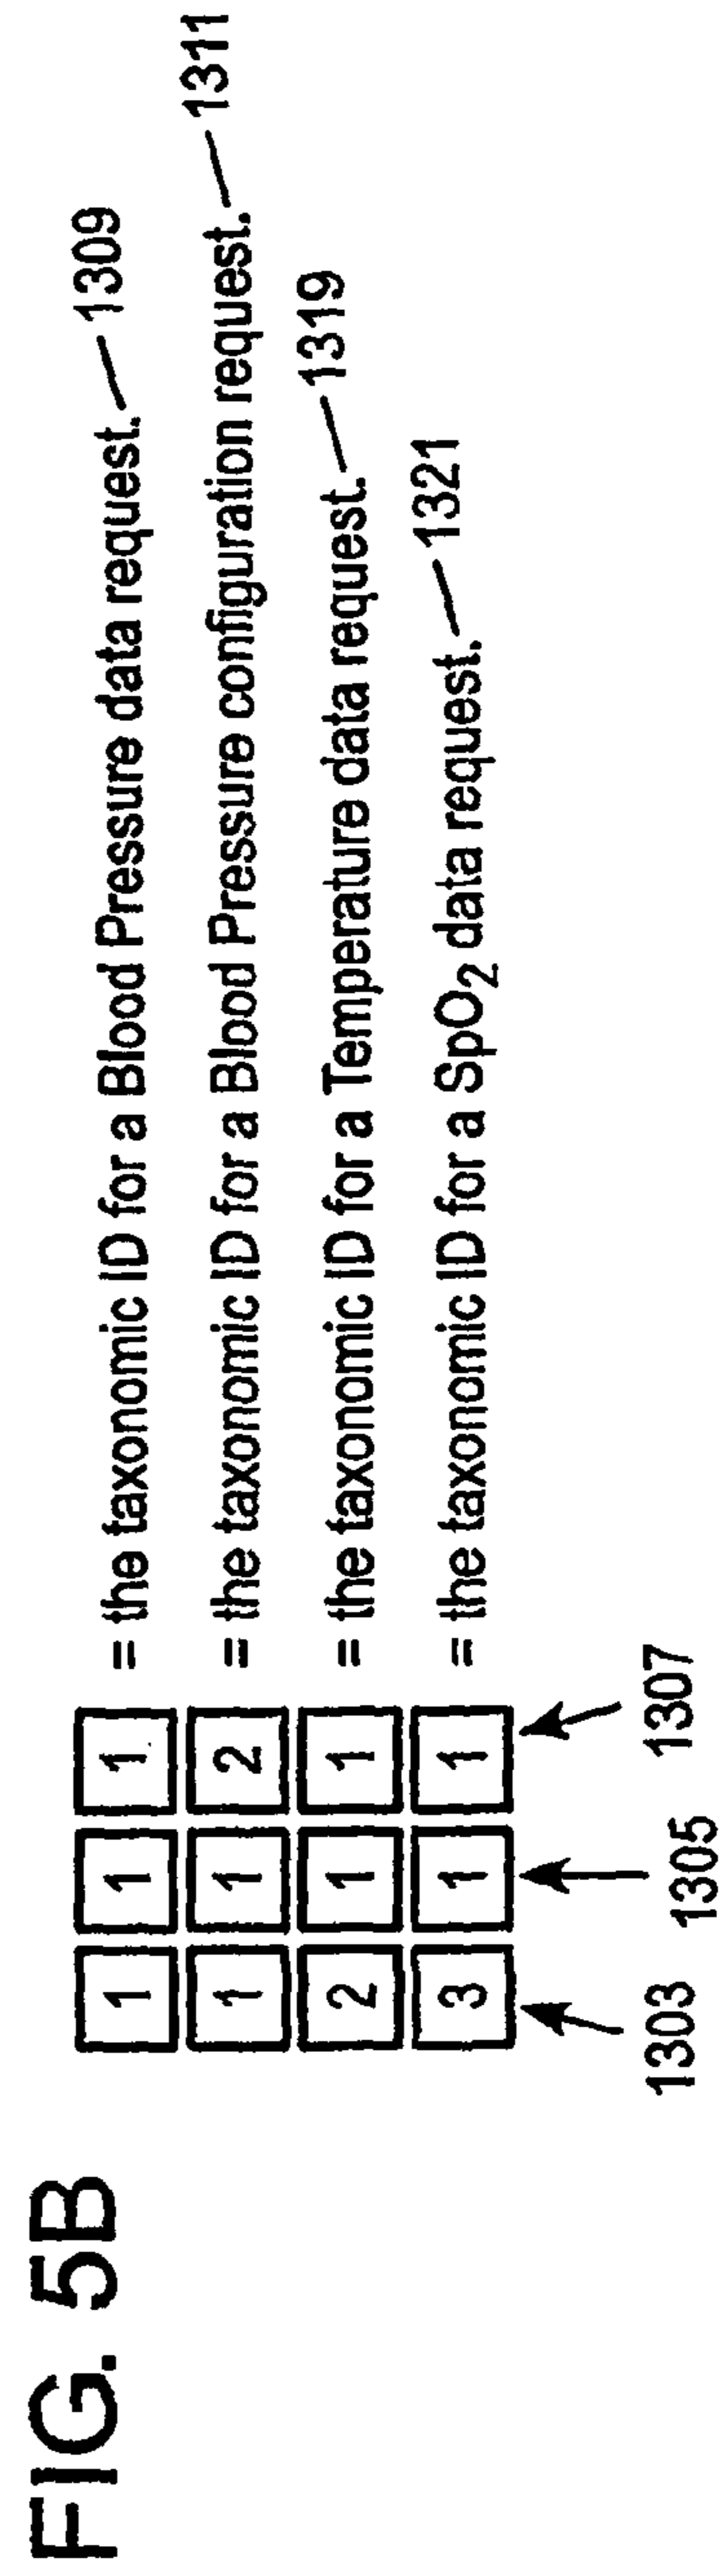 FIG. 5B
1 1 1 = the taxonomic ID for a Blood Pressure data request. 1309
1 1 2 = the taxonomic ID for a Blood Pressure configuration request. 1311
2 1 1 = the taxonomic ID for a Temperature data request. 1319
3 1 1 = the taxonomic ID for a SpO₂ data request. 1321
1303 1305 1307